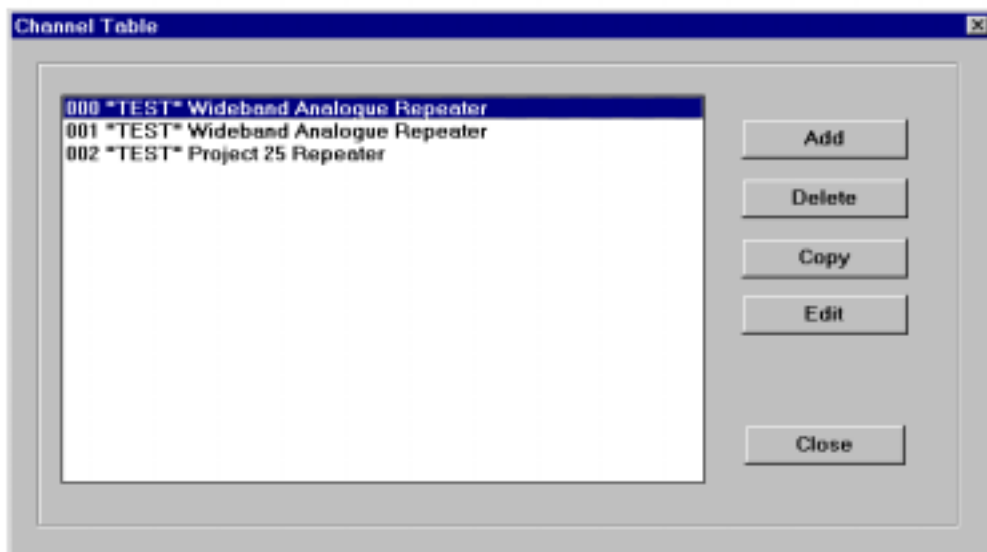 Channel Table
000 "TEST" Wideband Analogue Repeater
001 "TEST" Wideband Analogue Repeater
002 "TEST" Project 25 Repeater
Add
Delete
Copy
Edit
Close